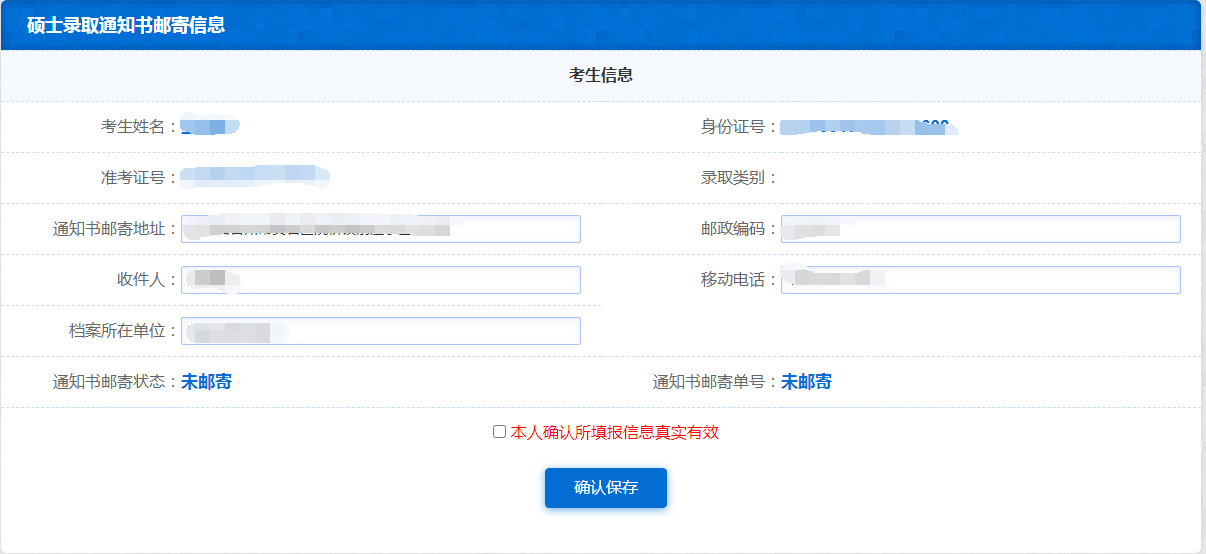 硕士录取通知书邮寄信息
考生信息
考生姓名：
身份证号：
准考证号：
录取类别：
通知书邮寄地址：
邮政编码：
收件人：
移动电话：
档案所在单位：
通知书邮寄状态：未邮寄
通知书邮寄单号：未邮寄
本人确认所填报信息真实有效
确认保存